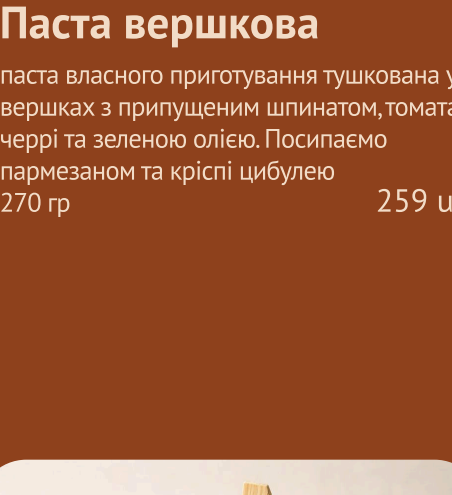 Паста вершкова
паста власного приготування тушкована у
вершках з припущеним шпинатом, томата
черрі та зеленою олією. Посипаємо
пармезаном та кріспі цибулею
270 гр
259 u